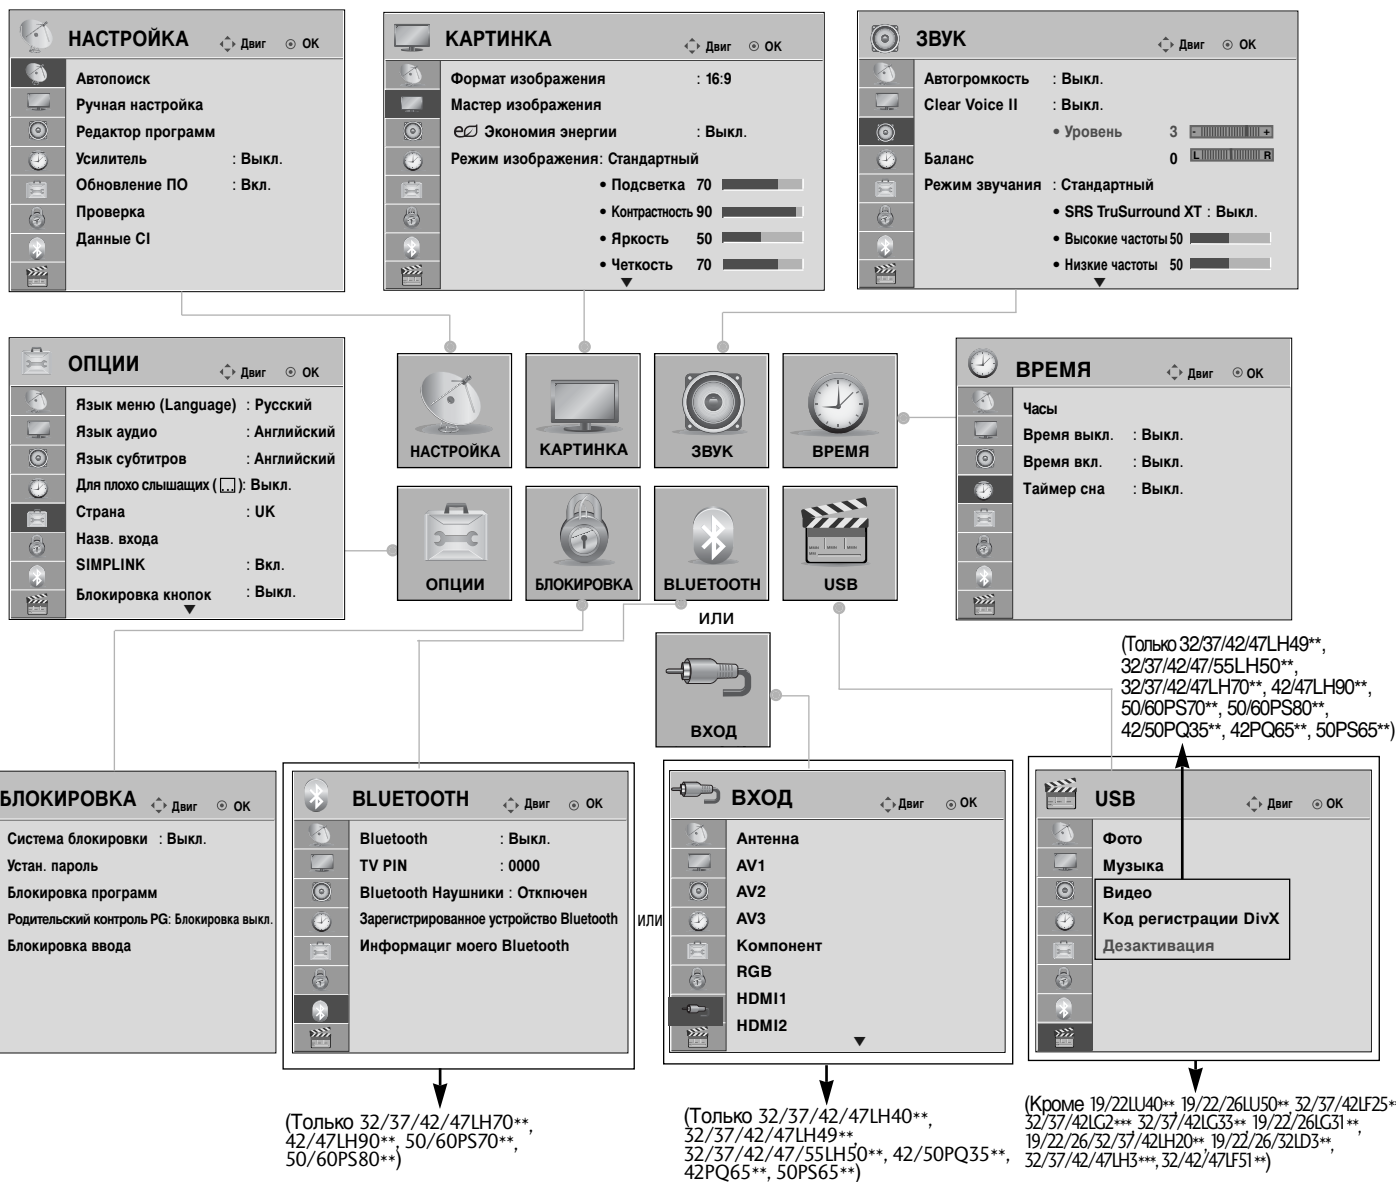 НАСТРОЙКА Двиг OK
Автопоиск
Ручная настройка
Редактор программ
Усилитель : Выкл.
Обновление ПО : Вкл.
Проверка
Данные CI
КАРТИНКА Двиг OK
Формат изображения : 16:9
Мастер изображения
Экономия энергии : Выкл.
Режим изображения: Стандартный
• Подсветка 70
• Контрастность 90
• Яркость 50
• Четкость 70
ЗВУК Двиг OK
Автогромкость : Выкл.
Clear Voice II : Выкл.
• Уровень 3 - +
Баланс 0 L R
Режим звучания : Стандартный
• SRS TruSurround XT : Выкл.
• Высокие частоты 50
• Низкие частоты 50
ОПЦИИ Двиг OK
Язык меню (Language) : Русский
Язык аудио : Английский
Язык субтитров : Английский
Для плохо слышащих ( ): Выкл.
Страна : UK
Назв. входа
SIMPLINK : Вкл.
Блокировка кнопок : Выкл.
НАСТРОЙКА
КАРТИНКА
ЗВУК
ВРЕМЯ
ОПЦИИ
БЛОКИРОВКА
BLUETOOTH
USB
или
ВХОД
ВРЕМЯ Двиг OK
Часы
Время выкл. : Выкл.
Время вкл. : Выкл.
Таймер сна : Выкл.
(Только 32/37/42/47LH49**,
32/37/42/47/55LH50**,
32/37/42/47LH70**, 42/47LH90**,
50/60PS70**, 50/60PS80**,
42/50PQ35**, 42PQ65**, 50PS65**)
БЛОКИРОВКА Двиг OK
Система блокировки : Выкл.
Устан. пароль
Блокировка программ
Родительский контроль PG: Блокировка выкл.
Блокировка ввода
BLUETOOTH Двиг OK
Bluetooth : Выкл.
TV PIN : 0000
Bluetooth Наушники : Откпючен
Зарегистрированное устройство Bluetooth
Информациг моего Bluetooth
или
ВХОД Двиг OK
Антенна
AV1
AV2
AV3
Компонент
RGB
HDMI1
HDMI2
USB Двиг OK
Фото
Музыка
Видео
Код регистрации DivX
Дезактивация
(Только 32/37/42/47LH70**,
42/47LH90**, 50/60PS70**,
50/60PS80**)
(Только 32/37/42/47LH40**,
32/37/42/47LH49**,
32/37/42/47/55LH50**, 42/50PQ35**,
42PQ65**, 50PS65**)
(Кроме 19/22LU40**, 19/22/26LU50**, 32/37/42LF25*
32/37/42LG2***, 32/37/42LG33**, 19/22/26LG31**,
19/22/26/32/37/42LH20**, 19/22/26/32LD3**,
32/37/42/47LH3***, 32/42/47LF51**)